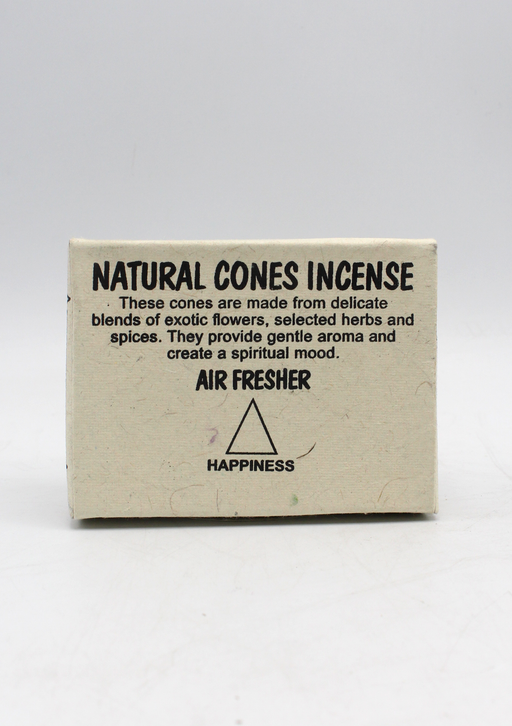 NATURAL CONES INCENSE
These cones are made from delicate
blends of exotic flowers, selected herbs and
spices. They provide gentle aroma and
create a spiritual mood.
AIR FRESHER
HAPPINESS